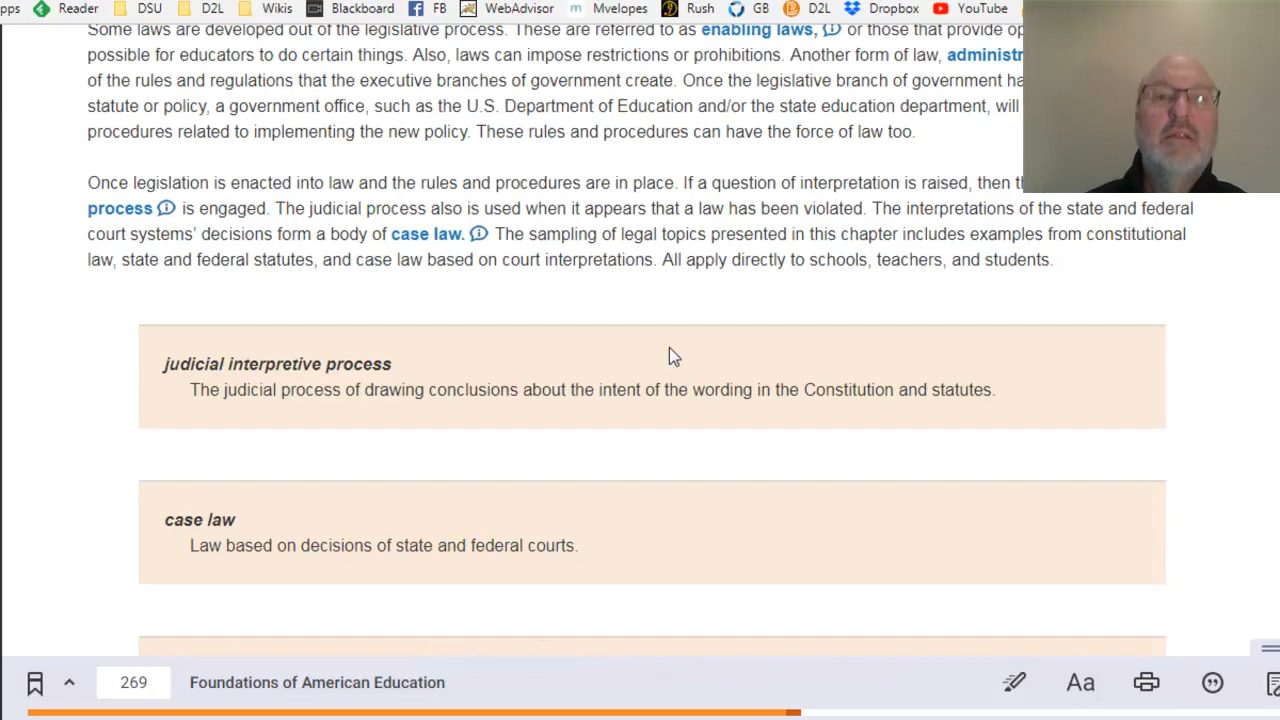 pps Reader DSU D2L Wikis Blackboard FB WebAdvisor Mvelopes Rush GB D2L Dropbox YouTube
Some laws are developed out of the legislative process. These are referred to as enabling laws, or those that provide op
possible for educators to do certain things. Also, laws can impose restrictions or prohibitions. Another form of law, administr
of the rules and regulations that the executive branches of government create. Once the legislative branch of government ha
statute or policy, a government office, such as the U.S. Department of Education and/or the state education department, will
procedures related to implementing the new policy. These rules and procedures can have the force of law too.
Once legislation is enacted into law and the rules and procedures are in place. If a question of interpretation is raised, then th
process is engaged. The judicial process also is used when it appears that a law has been violated. The interpretations of the state and federal
court systems' decisions form a body of case law. The sampling of legal topics presented in this chapter includes examples from constitutional
law, state and federal statutes, and case law based on court interpretations. All apply directly to schools, teachers, and students.
judicial interpretive process
The judicial process of drawing conclusions about the intent of the wording in the Constitution and statutes.
case law
Law based on decisions of state and federal courts.
269 Foundations of American Education Aa